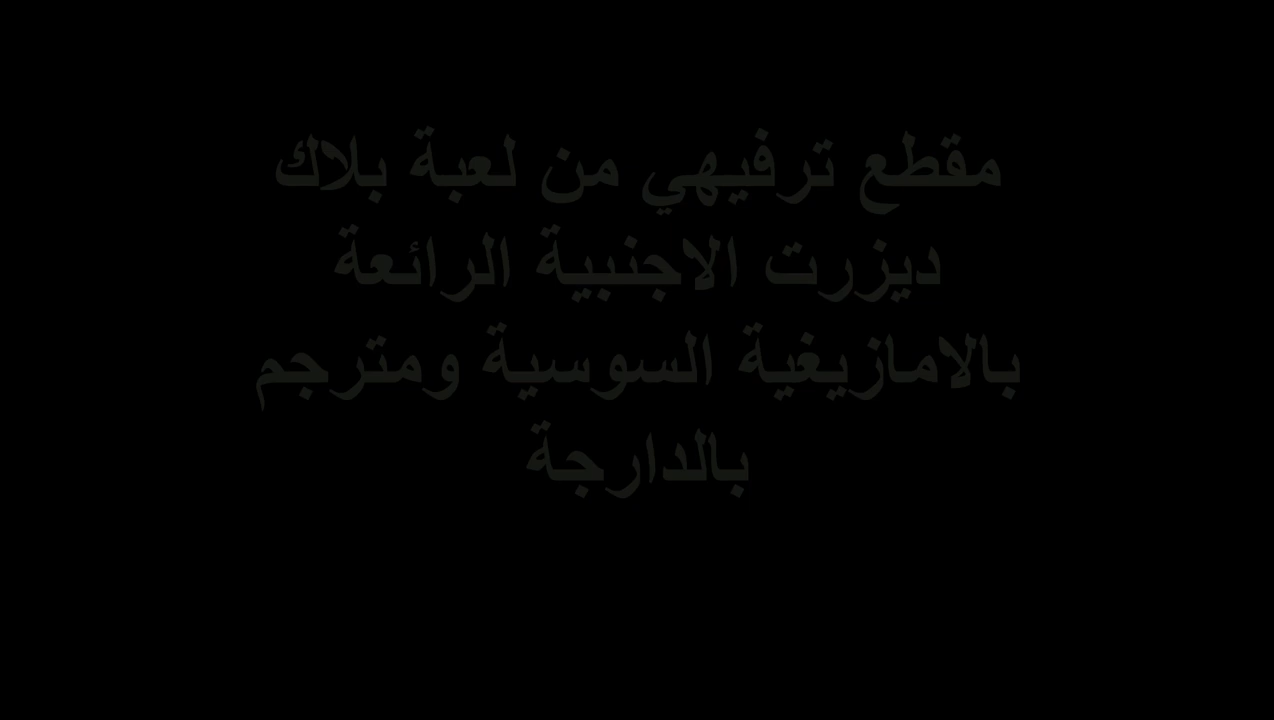 مقطع ترفيهي من لعبة بلاك
ديزرت الاجنبية الرائعة
بالامازيغية السوسية ومترجم
بالدارجة